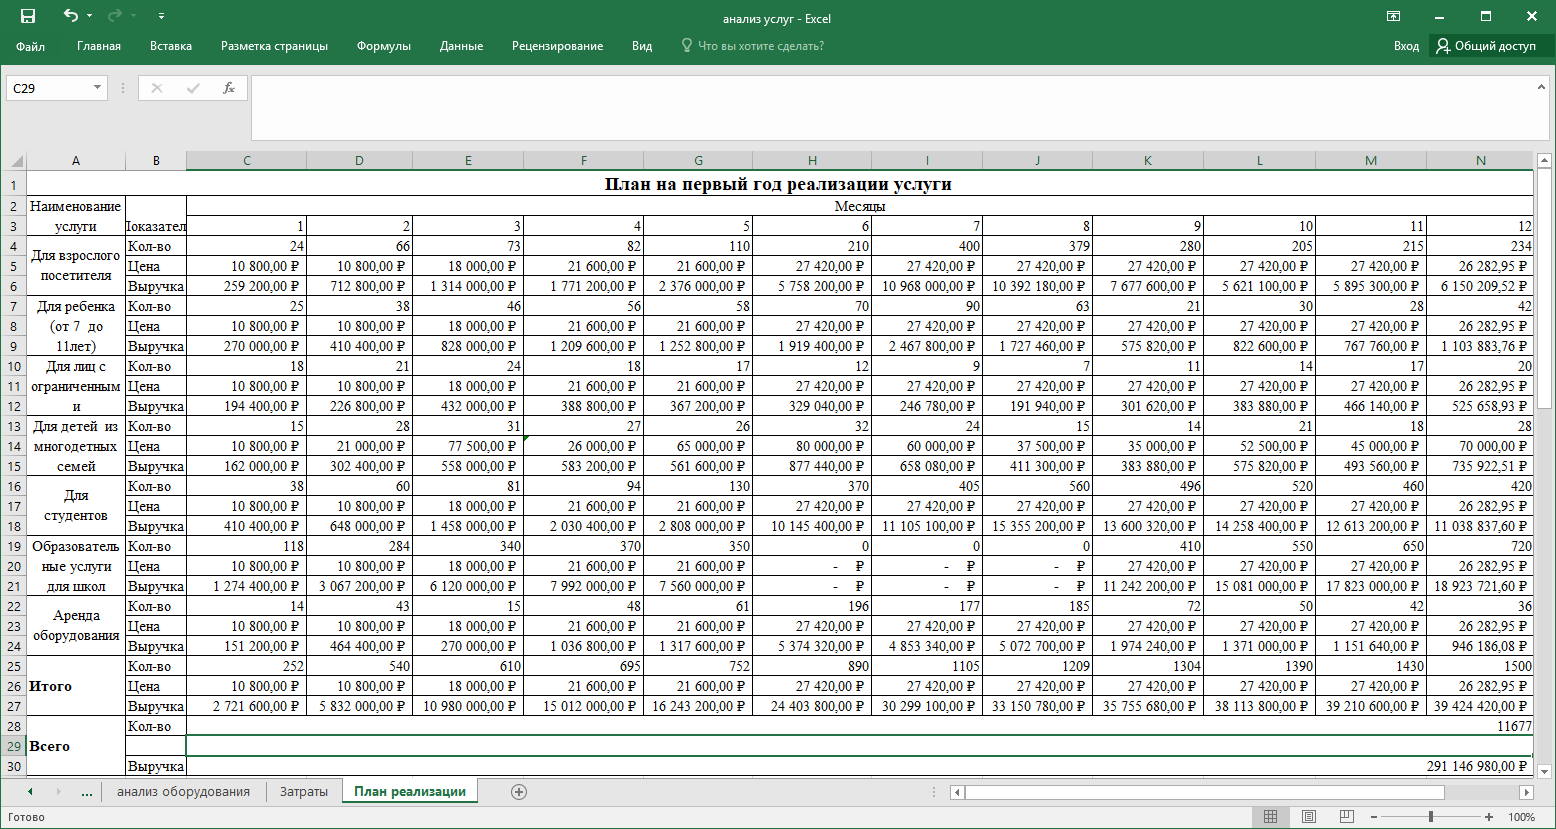 анализ услуг - Excel
Файл Главная Вставка Разметка страницы Формулы Данные Рецензирование Вид Что вы хотите сделать? Вход Общий доступ
C29 fx
A B C D E F G H I J K L M N
1 План на первый год реализации услуги
2 Наименование услуги Показател Месяцы
3 1 2 3 4 5 6 7 8 9 10 11 12
4 Для взрослого посетителя Кол-во 24 66 73 82 110 210 400 379 280 205 215 234
5 Цена 10 800,00 ₽ 10 800,00 ₽ 18 000,00 ₽ 21 600,00 ₽ 21 600,00 ₽ 27 420,00 ₽ 27 420,00 ₽ 27 420,00 ₽ 27 420,00 ₽ 27 420,00 ₽ 27 420,00 ₽ 26 282,95 ₽
6 Выручка 259 200,00 ₽ 712 800,00 ₽ 1 314 000,00 ₽ 1 771 200,00 ₽ 2 376 000,00 ₽ 5 758 200,00 ₽ 10 968 000,00 ₽ 10 392 180,00 ₽ 7 677 600,00 ₽ 5 621 100,00 ₽ 5 895 300,00 ₽ 6 150 209,52 ₽
7 Для ребенка (от 7 до 11лет) Кол-во 25 38 46 56 58 70 90 63 21 30 28 42
8 Цена 10 800,00 ₽ 10 800,00 ₽ 18 000,00 ₽ 21 600,00 ₽ 21 600,00 ₽ 27 420,00 ₽ 27 420,00 ₽ 27 420,00 ₽ 27 420,00 ₽ 27 420,00 ₽ 27 420,00 ₽ 26 282,95 ₽
9 Выручка 270 000,00 ₽ 410 400,00 ₽ 828 000,00 ₽ 1 209 600,00 ₽ 1 252 800,00 ₽ 1 919 400,00 ₽ 2 467 800,00 ₽ 1 727 460,00 ₽ 575 820,00 ₽ 822 600,00 ₽ 767 760,00 ₽ 1 103 883,76 ₽
10 Для лиц с ограниченным и Кол-во 18 21 24 18 17 12 9 7 11 14 17 20
11 Цена 10 800,00 ₽ 10 800,00 ₽ 18 000,00 ₽ 21 600,00 ₽ 21 600,00 ₽ 27 420,00 ₽ 27 420,00 ₽ 27 420,00 ₽ 27 420,00 ₽ 27 420,00 ₽ 27 420,00 ₽ 26 282,95 ₽
12 Выручка 194 400,00 ₽ 226 800,00 ₽ 432 000,00 ₽ 388 800,00 ₽ 367 200,00 ₽ 329 040,00 ₽ 246 780,00 ₽ 191 940,00 ₽ 301 620,00 ₽ 383 880,00 ₽ 466 140,00 ₽ 525 658,93 ₽
13 Для детей из многодетных семей Кол-во 15 28 31 27 26 32 24 15 14 21 18 28
14 Цена 10 800,00 ₽ 21 000,00 ₽ 77 500,00 ₽ 26 000,00 ₽ 65 000,00 ₽ 80 000,00 ₽ 60 000,00 ₽ 37 500,00 ₽ 35 000,00 ₽ 52 500,00 ₽ 45 000,00 ₽ 70 000,00 ₽
15 Выручка 162 000,00 ₽ 302 400,00 ₽ 558 000,00 ₽ 583 200,00 ₽ 561 600,00 ₽ 877 440,00 ₽ 658 080,00 ₽ 411 300,00 ₽ 383 880,00 ₽ 575 820,00 ₽ 493 560,00 ₽ 735 922,51 ₽
16 Для студентов Кол-во 38 60 81 94 130 370 405 560 496 520 460 420
17 Цена 10 800,00 ₽ 10 800,00 ₽ 18 000,00 ₽ 21 600,00 ₽ 21 600,00 ₽ 27 420,00 ₽ 27 420,00 ₽ 27 420,00 ₽ 27 420,00 ₽ 27 420,00 ₽ 27 420,00 ₽ 26 282,95 ₽
18 Выручка 410 400,00 ₽ 648 000,00 ₽ 1 458 000,00 ₽ 2 030 400,00 ₽ 2 808 000,00 ₽ 10 145 400,00 ₽ 11 105 100,00 ₽ 15 355 200,00 ₽ 13 600 320,00 ₽ 14 258 400,00 ₽ 12 613 200,00 ₽ 11 038 837,60 ₽
19 Образователь ные услуги для школ Кол-во 118 284 340 370 350 0 0 0 410 550 650 720
20 Цена 10 800,00 ₽ 10 800,00 ₽ 18 000,00 ₽ 21 600,00 ₽ 21 600,00 ₽ - ₽ - ₽ - ₽ 27 420,00 ₽ 27 420,00 ₽ 27 420,00 ₽ 26 282,95 ₽
21 Выручка 1 274 400,00 ₽ 3 067 200,00 ₽ 6 120 000,00 ₽ 7 992 000,00 ₽ 7 560 000,00 ₽ - ₽ - ₽ - ₽ 11 242 200,00 ₽ 15 081 000,00 ₽ 17 823 000,00 ₽ 18 923 721,60 ₽
22 Аренда оборудования Кол-во 14 43 15 48 61 196 177 185 72 50 42 36
23 Цена 10 800,00 ₽ 10 800,00 ₽ 18 000,00 ₽ 21 600,00 ₽ 21 600,00 ₽ 27 420,00 ₽ 27 420,00 ₽ 27 420,00 ₽ 27 420,00 ₽ 27 420,00 ₽ 27 420,00 ₽ 26 282,95 ₽
24 Выручка 151 200,00 ₽ 464 400,00 ₽ 270 000,00 ₽ 1 036 800,00 ₽ 1 317 600,00 ₽ 5 374 320,00 ₽ 4 853 340,00 ₽ 5 072 700,00 ₽ 1 974 240,00 ₽ 1 371 000,00 ₽ 1 151 640,00 ₽ 946 186,08 ₽
25 Кол-во 252 540 610 695 752 890 1105 1209 1304 1390 1430 1500
26 Итого Цена 10 800,00 ₽ 10 800,00 ₽ 18 000,00 ₽ 21 600,00 ₽ 21 600,00 ₽ 27 420,00 ₽ 27 420,00 ₽ 27 420,00 ₽ 27 420,00 ₽ 27 420,00 ₽ 27 420,00 ₽ 26 282,95 ₽
27 Выручка 2 721 600,00 ₽ 5 832 000,00 ₽ 10 980 000,00 ₽ 15 012 000,00 ₽ 16 243 200,00 ₽ 24 403 800,00 ₽ 30 299 100,00 ₽ 33 150 780,00 ₽ 35 755 680,00 ₽ 38 113 800,00 ₽ 39 210 600,00 ₽ 39 424 420,00 ₽
28 Кол-во 11677
29 Всего
30 Выручка 291 146 980,00 ₽
... анализ оборудования Затраты План реализации
Готово 100%